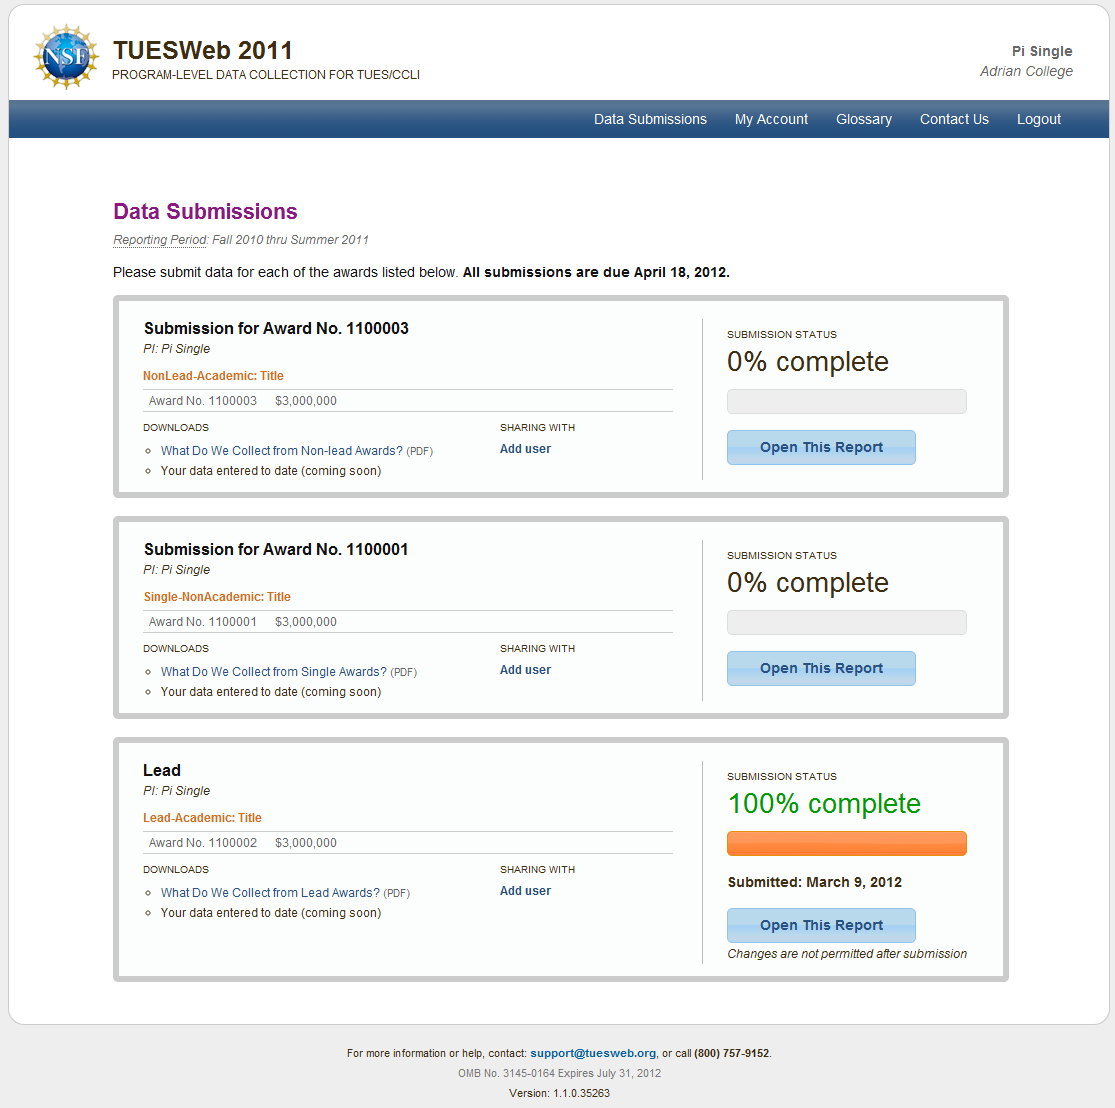 NSF
TUESWeb 2011
PROGRAM-LEVEL DATA COLLECTION FOR TUES/CCLI
Pi Single
Adrian College
Data Submissions My Account Glossary Contact Us Logout
Data Submissions
Reporting Period: Fall 2010 thru Summer 2011
Please submit data for each of the awards listed below. All submissions are due April 18, 2012.
Submission for Award No. 1100003
PI: Pi Single
NonLead-Academic: Title
Award No. 1100003 $3,000,000
DOWNLOADS
What Do We Collect from Non-lead Awards? (PDF)
Your data entered to date (coming soon)
SHARING WITH
Add user
SUBMISSION STATUS
0% complete
Open This Report
Submission for Award No. 1100001
PI: Pi Single
Single-NonAcademic: Title
Award No. 1100001 $3,000,000
DOWNLOADS
What Do We Collect from Single Awards? (PDF)
Your data entered to date (coming soon)
SHARING WITH
Add user
SUBMISSION STATUS
0% complete
Open This Report
Lead
PI: Pi Single
Lead-Academic: Title
Award No. 1100002 $3,000,000
DOWNLOADS
What Do We Collect from Lead Awards? (PDF)
Your data entered to date (coming soon)
SHARING WITH
Add user
SUBMISSION STATUS
100% complete
Submitted: March 9, 2012
Open This Report
Changes are not permitted after submission
For more information or help, contact: support@tuesweb.org, or call (800) 757-9152.
OMB No. 3145-0164 Expires July 31, 2012
Version: 1.1.0.35263